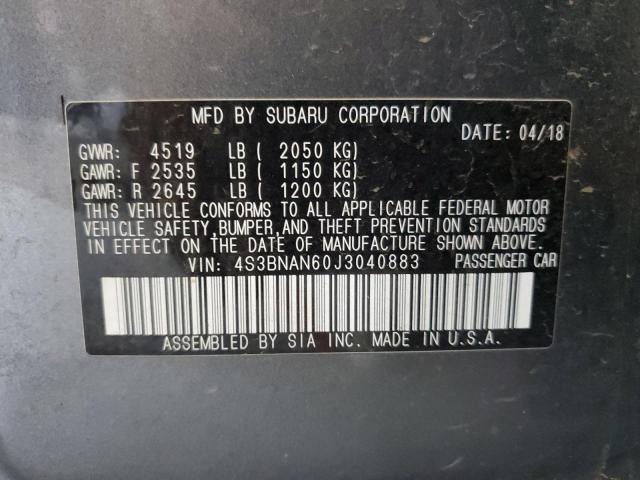 MFD BY SUBARU CORPORATION
DATE: 04/18
GVWR: 4519 LB ( 2050 KG)
GAWR: F 2535 LB ( 1150 KG)
GAWR: R 2645 LB ( 1200 KG)
THIS VEHICLE CONFORMS TO ALL APPLICABLE FEDERAL MOTOR
VEHICLE SAFETY, BUMPER, AND THEFT PREVENTION STANDARDS
IN EFFECT ON THE DATE OF MANUFACTURE SHOWN ABOVE.
VIN: 4S3BNAN60J3040883 PASSENGER CAR
ASSEMBLED BY SIA INC. MADE IN U.S.A.